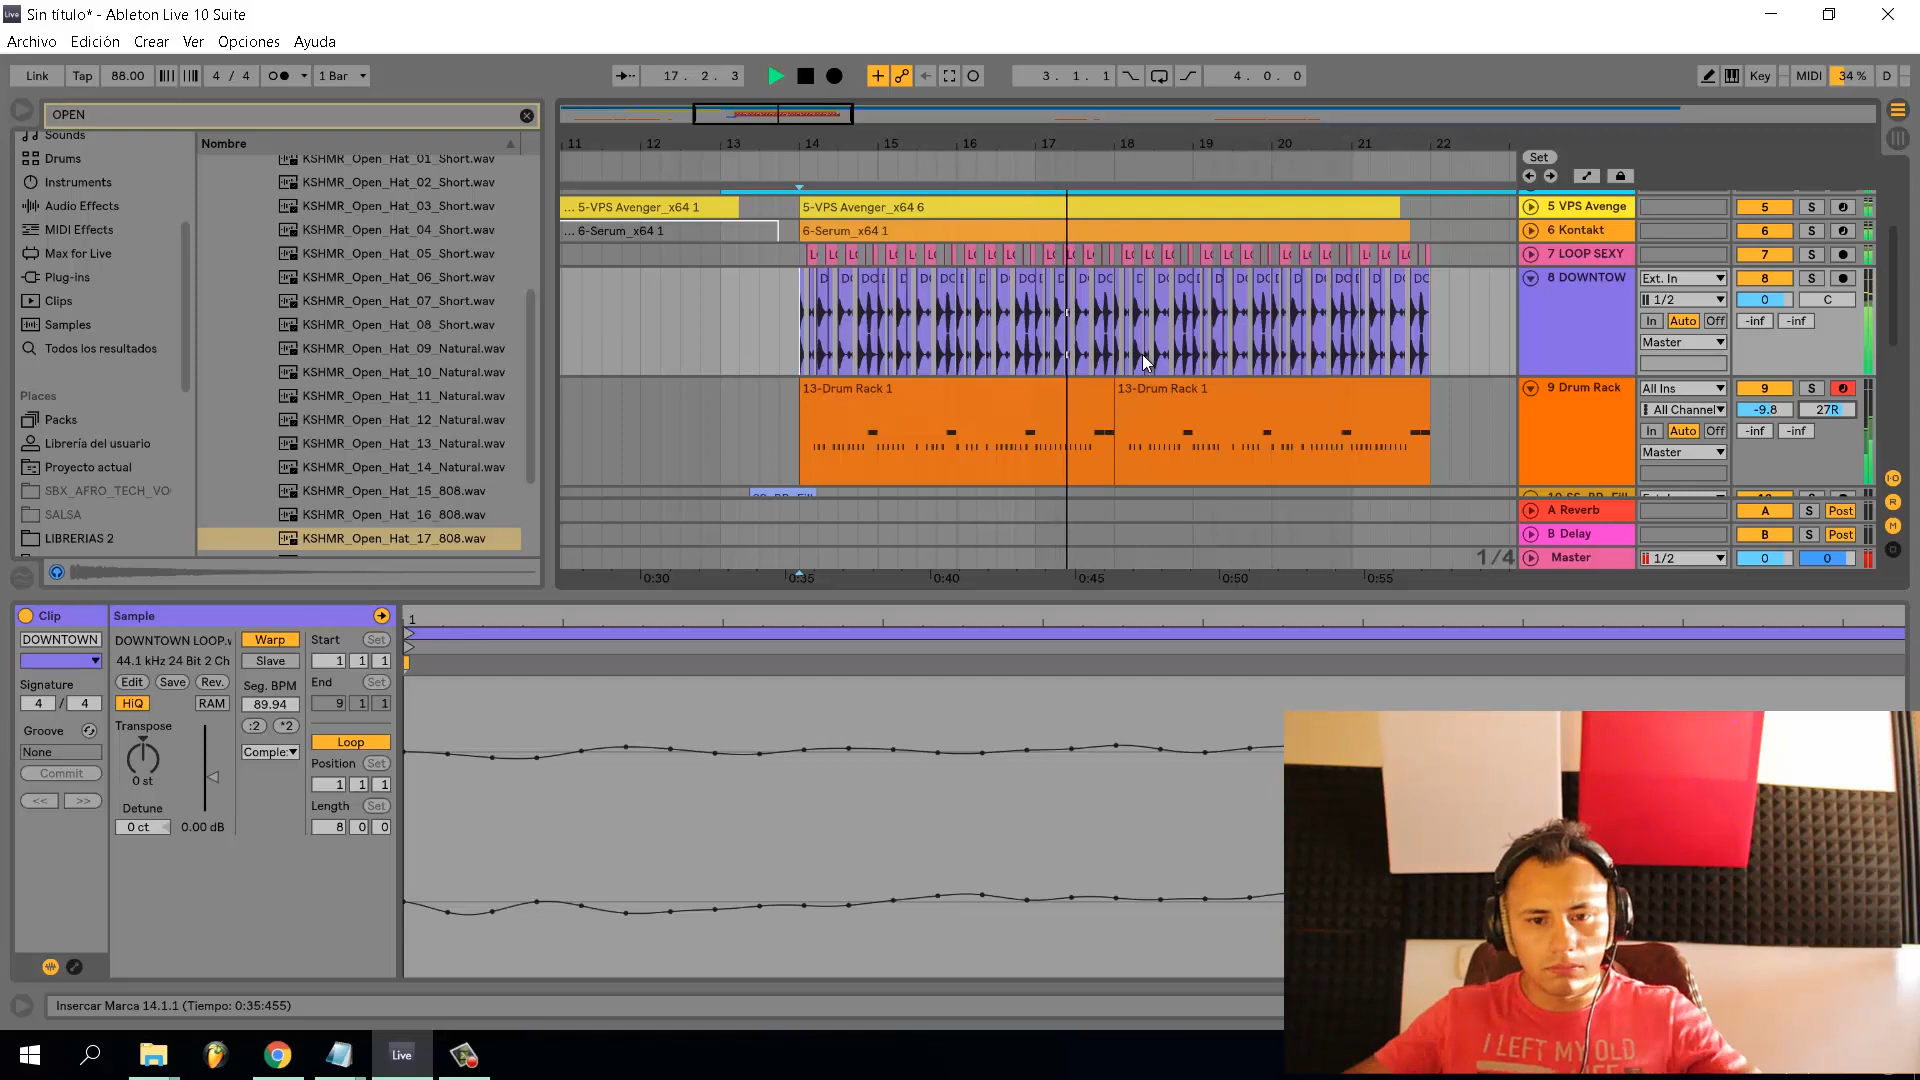 Live Sin título* - Ableton Live 10 Suite
Archivo Edición Crear Ver Opciones Ayuda
Link Tap 88.00 4 / 4 1 Bar 17 . 2 . 3 3 . 1 . 1 4 . 0 . 0 Key MIDI 34 % D
OPEN
Nombre
Sounds
Drums
Instruments
Audio Effects
MIDI Effects
Max for Live
Plug-ins
Clips
Samples
Todos los resultados
Places
Packs
Librería del usuario
Proyecto actual
SBX_AFRO_TECH_VO
SALSA
LIBRERIAS 2
KSHMR_Open_Hat_01_Short.wav
KSHMR_Open_Hat_02_Short.wav
KSHMR_Open_Hat_03_Short.wav
KSHMR_Open_Hat_04_Short.wav
KSHMR_Open_Hat_05_Short.wav
KSHMR_Open_Hat_06_Short.wav
KSHMR_Open_Hat_07_Short.wav
KSHMR_Open_Hat_08_Short.wav
KSHMR_Open_Hat_09_Natural.wav
KSHMR_Open_Hat_10_Natural.wav
KSHMR_Open_Hat_11_Natural.wav
KSHMR_Open_Hat_12_Natural.wav
KSHMR_Open_Hat_13_Natural.wav
KSHMR_Open_Hat_14_Natural.wav
KSHMR_Open_Hat_15_808.wav
KSHMR_Open_Hat_16_808.wav
KSHMR_Open_Hat_17_808.wav
11 12 13 14 15 16 17 18 19 20 21 22
Set
... 5-VPS Avenger_x64 1 5-VPS Avenger_x64 6 5 VPS Avenge 5 S
... 6-Serum_x64 1 6-Serum_x64 1 6 Kontakt 6 S
7 LOOP SEXY 7 S
8 DOWNTOW Ext. In 8 S
1/2 0 C
In Auto Off -inf -inf
Master
13-Drum Rack 1 13-Drum Rack 1 9 Drum Rack All Ins 9 S
All Channel -9.8 27R
In Auto Off -inf -inf
Master
A Reverb A S Post
B Delay B S Post
1/4 Master 1/2 0 0
0:30 0:35 0:40 0:45 0:50 0:55
Clip
DOWNTOWN
Signature
4 / 4
Groove
None
Commit
<< >>
Sample
DOWNTOWN LOOP.w
44.1 kHz 24 Bit 2 Ch
Edit Save Rev.
HiQ RAM
Transpose
0 st
Detune
0 ct 0.00 dB
Warp
Slave
Seg. BPM
89.94
:2 *2
Comple
Start Set
1 1 1
End Set
9 1 1
Loop
Position Set
1 1 1
Length Set
8 0 0
1
Insercar Marca 14.1.1 (Tiempo: 0:35:455)
Live
I LEFT MY OLD